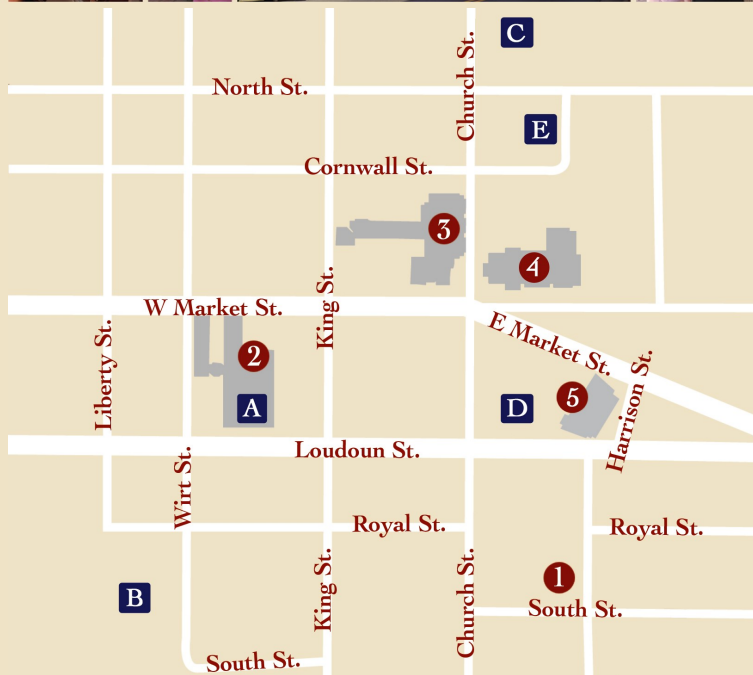 C
North St.
Church St.
E
Cornwall St.
3
4
W Market St.
King St.
E Market St.
Liberty St.
2
A
5
D
Harrison St.
Loudoun St.
Wirt St.
Royal St.
Royal St.
B
King St.
Church St.
1
South St.
South St.